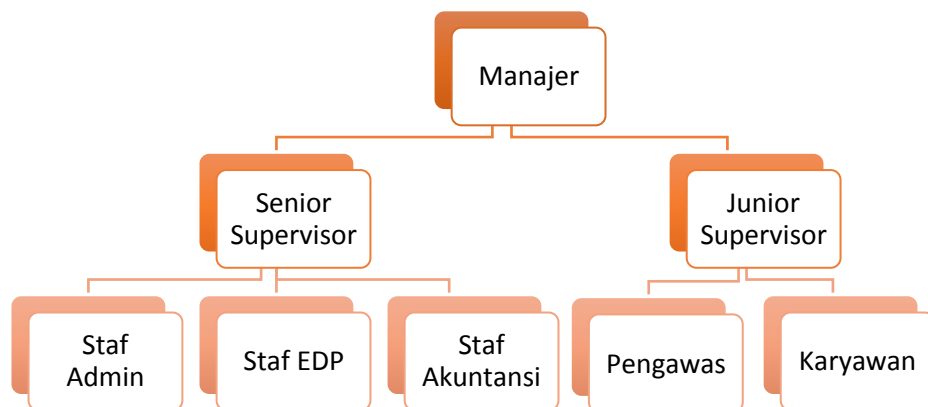 Manajer
Senior
Supervisor
Junior
Supervisor
Staf
Admin
Staf EDP
Staf
Akuntansi
Pengawas
Karyawan